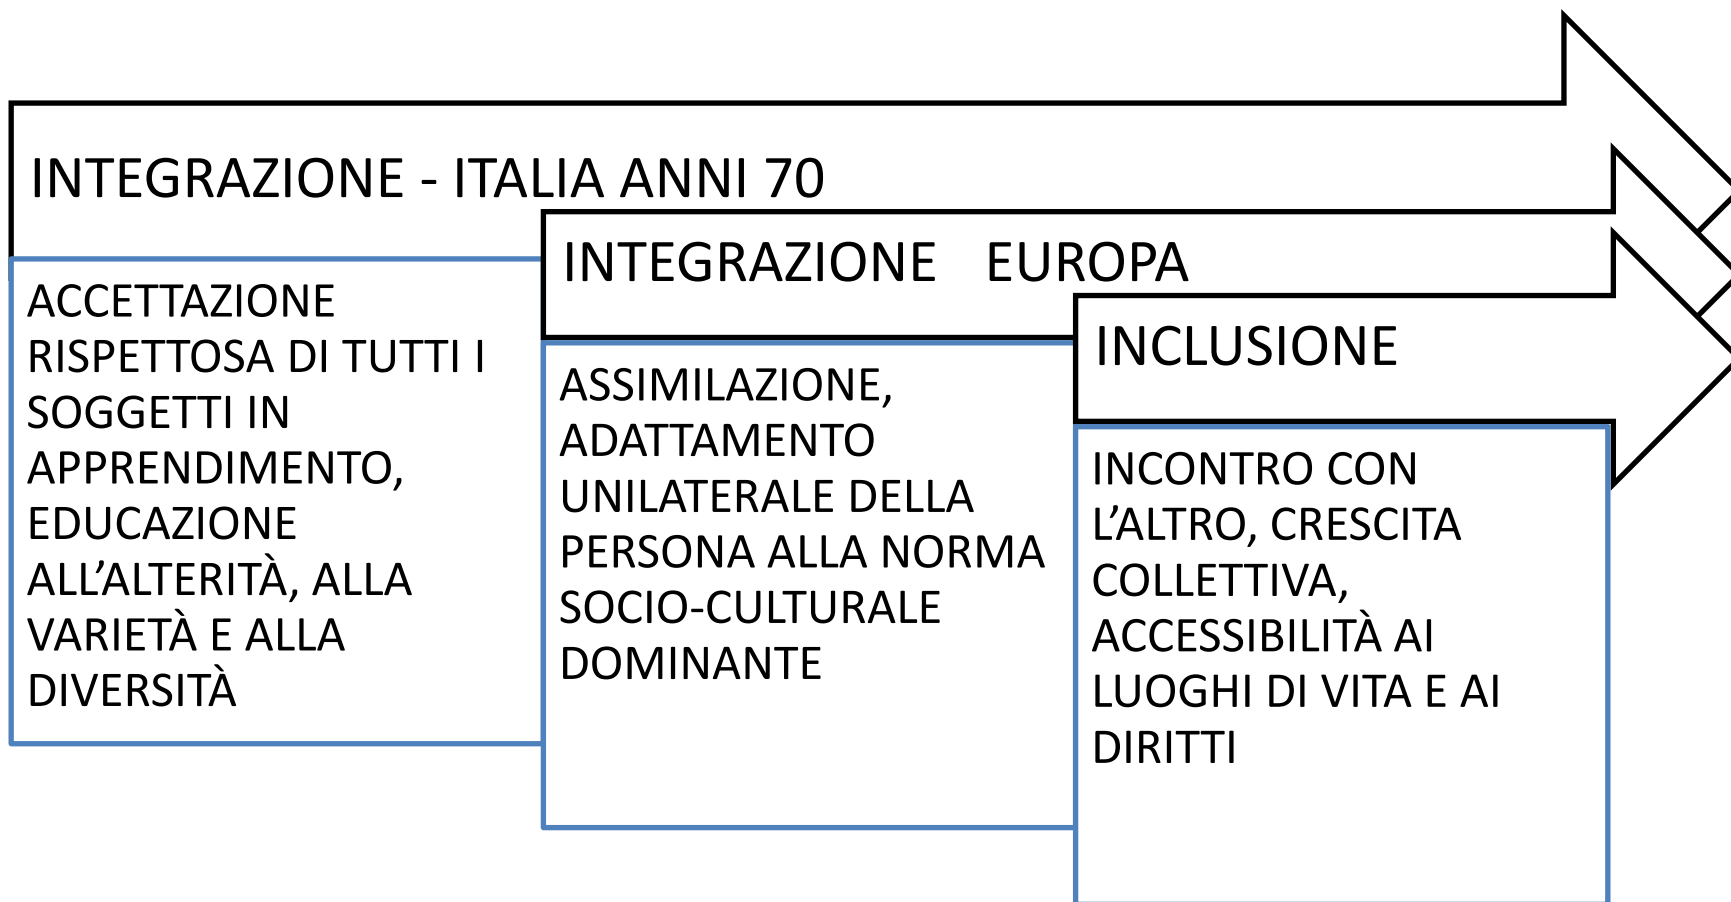 INTEGRAZIONE - ITALIA ANNI 70
ACCETTAZIONE
RISPETTOSA DI TUTTI I
SOGGETTI IN
APPRENDIMENTO,
EDUCAZIONE
ALL’ALTERITÀ, ALLA
VARIETÀ E ALLA
DIVERSITÀ
INTEGRAZIONE EUROPA
ASSIMILAZIONE,
ADATTAMENTO
UNILATERALE DELLA
PERSONA ALLA NORMA
SOCIO-CULTURALE
DOMINANTE
INCLUSIONE
INCONTRO CON
L’ALTRO, CRESCITA
COLLETTIVA,
ACCESSIBILITÀ AI
LUOGHI DI VITA E AI
DIRITTI